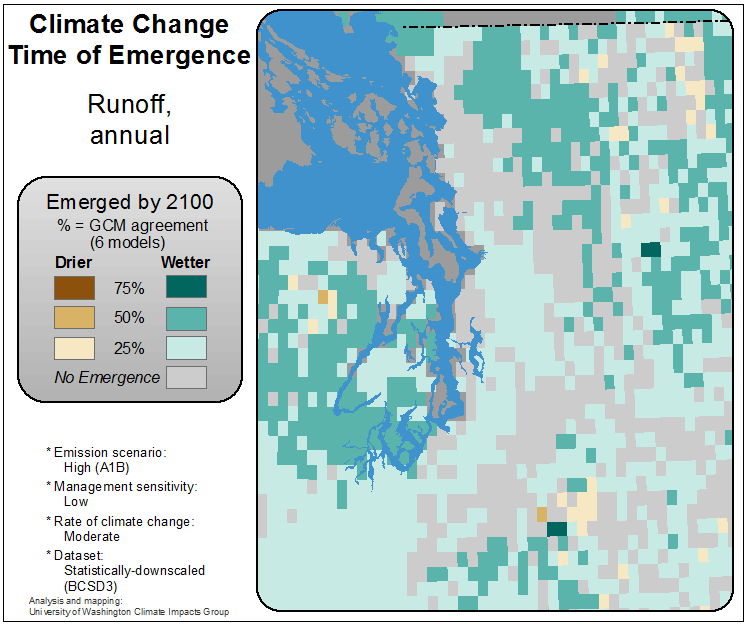 Climate Change
Time of Emergence
Runoff,
annual
Emerged by 2100
% = GCM agreement
(6 models)
Drier Wetter
75%
50%
25%
No Emergence
* Emission scenario:
High (A1B)
* Management sensitivity:
Low
* Rate of climate change:
Moderate
* Dataset:
Statistically-downscaled
(BCSD3)
Analysis and mapping:
University of Washington Climate Impacts Group